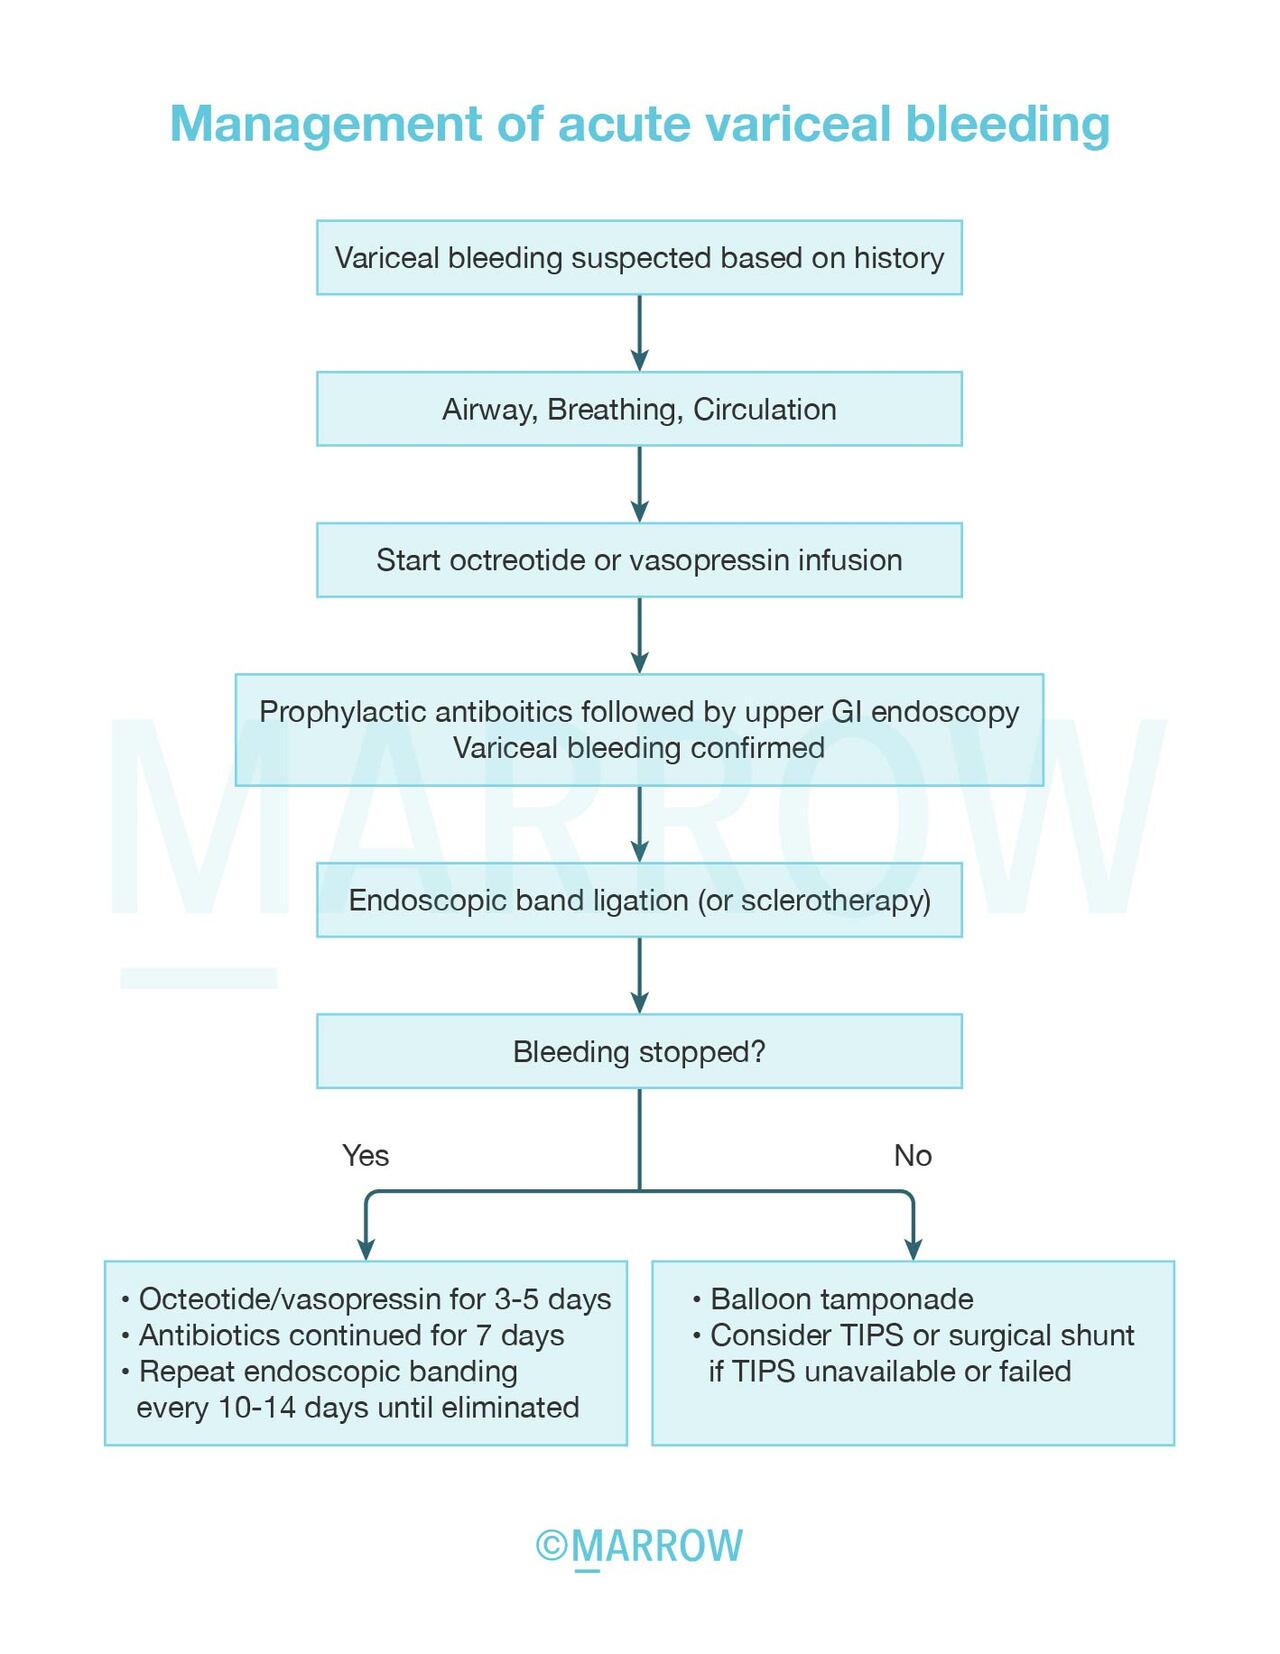 Management of acute variceal bleeding
Variceal bleeding suspected based on history
Airway, Breathing, Circulation
Start octreotide or vasopressin infusion
Prophylactic antiboitics followed by upper GI endoscopy
Variceal bleeding confirmed
MARROW
Endoscopic band ligation (or sclerotherapy)
Bleeding stopped?
Yes
No
• Octeotide/vasopressin for 3-5 days
• Antibiotics continued for 7 days
• Repeat endoscopic banding
every 10-14 days until eliminated
• Balloon tamponade
• Consider TIPS or surgical shunt
if TIPS unavailable or failed
©MARROW